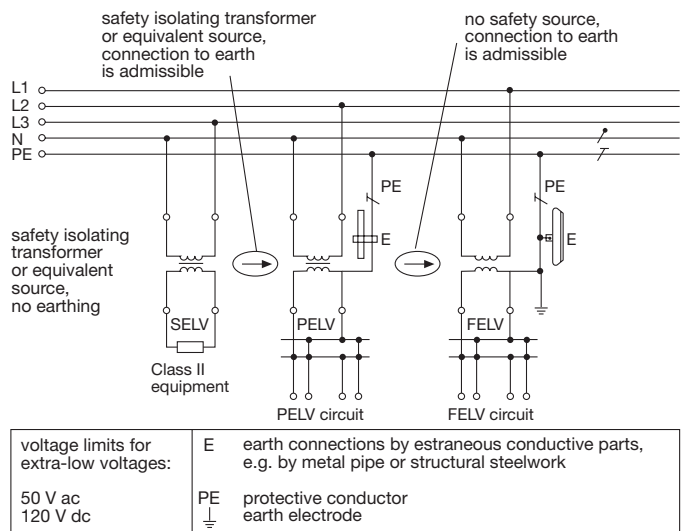 safety isolating transformer
or equivalent source,
connection to earth
is admissible
no safety source,
connection to earth
is admissible
L1
L2
L3
N
PE
PE
PE
E
E
safety isolating
transformer
or equivalent
source,
no earthing
SELV
PELV
FELV
Class II
equipment
PELV circuit
FELV circuit
voltage limits for
extra-low voltages:
50 V ac
120 V dc
E earth connections by estraneous conductive parts,
e.g. by metal pipe or structural steelwork
PE protective conductor
earth electrode